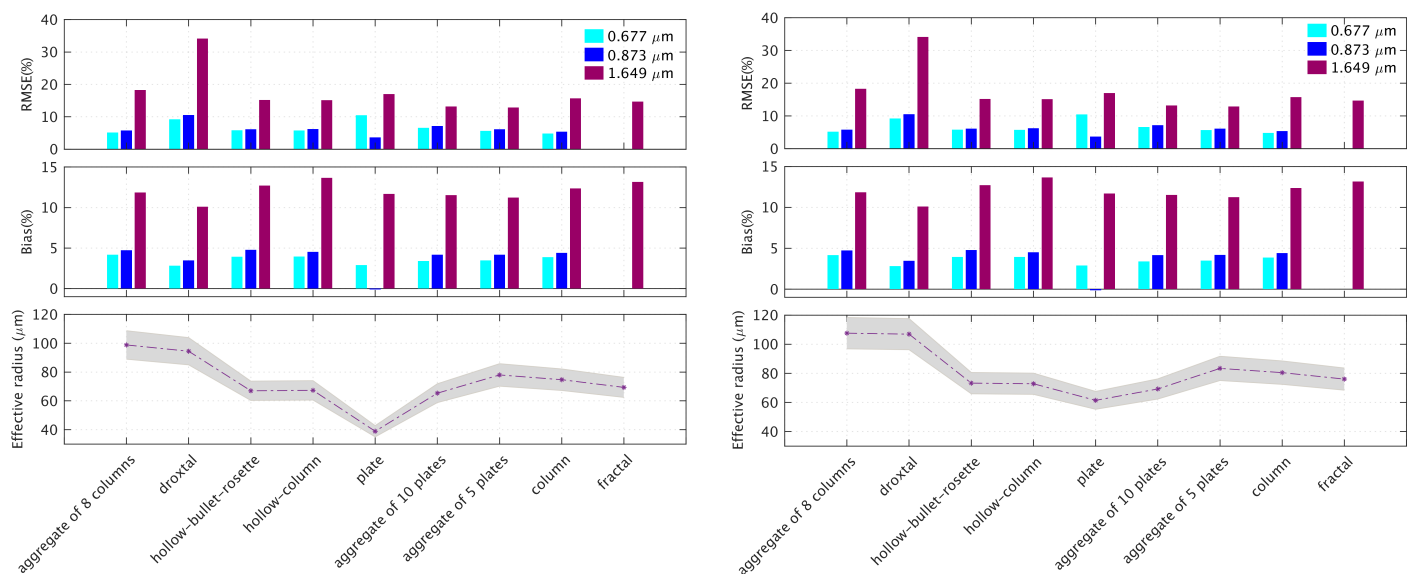 40
30
20
10
0
RMSE(%)
0.677 μm
0.873 μm
1.649 μm
15
10
5
0
Bias(%)
120
100
80
60
40
Effective radius (μm)
aggregate of 8 columns
droxtal
hollow-bullet-rosette
hollow-column
plate
aggregate of 10 plates
aggregate of 5 plates
column
fractal
40
30
20
10
0
RMSE(%)
0.677 μm
0.873 μm
1.649 μm
15
10
5
0
Bias(%)
120
100
80
60
40
Effective radius (μm)
aggregate of 8 columns
droxtal
hollow-bullet-rosette
hollow-column
plate
aggregate of 10 plates
aggregate of 5 plates
column
fractal